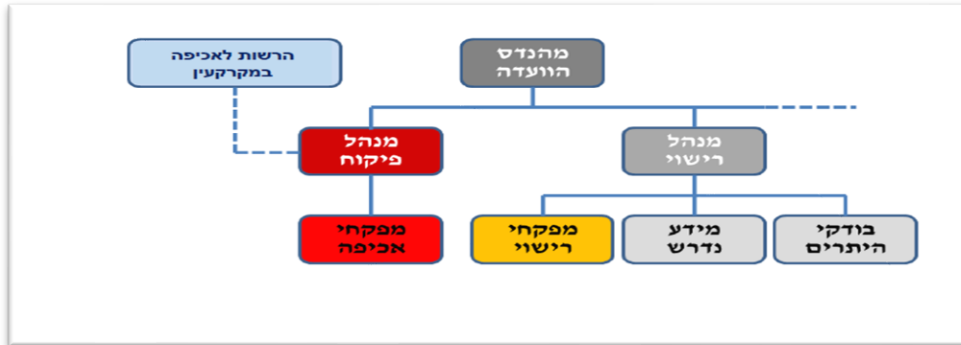 מהנדס
הוועדה
הרשות לאכיפה
במקרקעין
מנהל
רישוי
מנהל
פיקוח
בודקי
היתרים
מידע
נדרש
מפקחי
רישוי
מפקחי
אכיפה